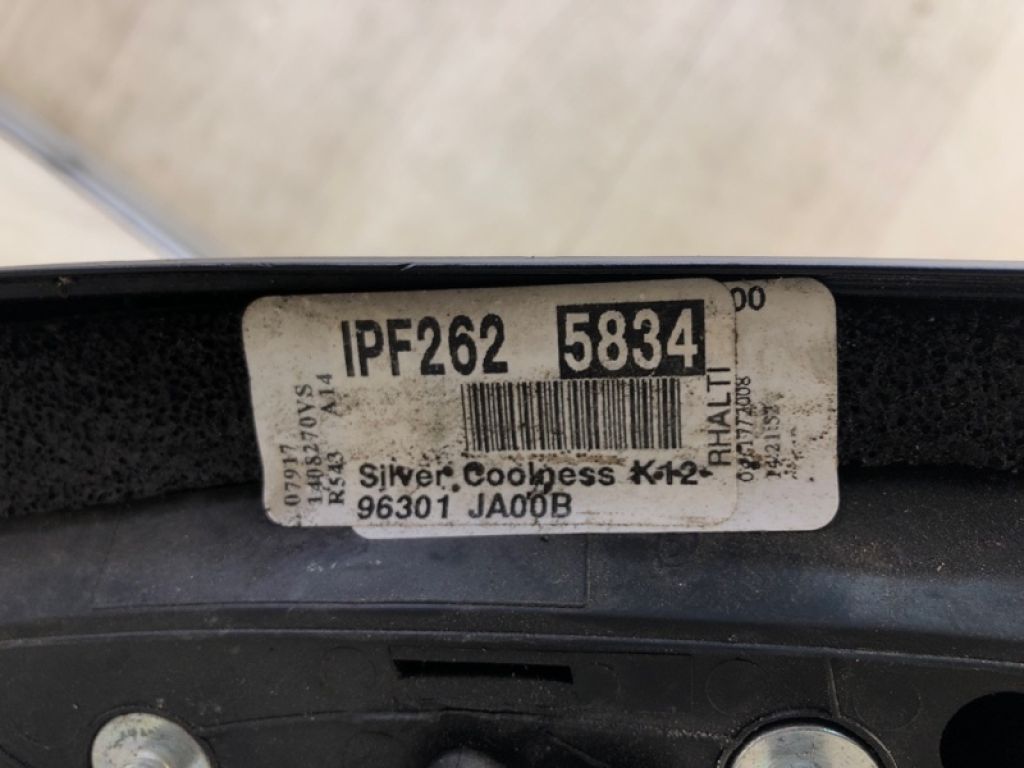 IPF262 5834
Silver Coolness K12
96301 JA00B
07917
1408270VS
R543 A14
RHALTI
00